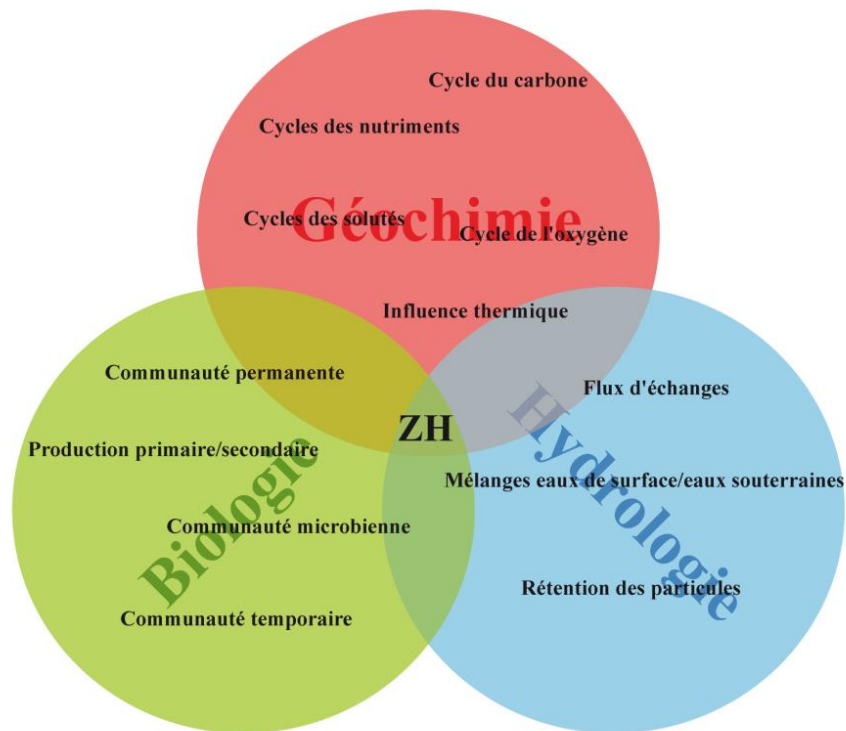 Cycle du carbone
Cycles des nutriments
Géochimie
Cycles des solutés
Cycle de l'oxygène
Influence thermique
Communauté permanente
Flux d'échanges
ZH
Production primaire/secondaire
Biologie
Hydrologie
Mélanges eaux de surface/eaux souterraines
Communauté microbienne
Rétention des particules
Communauté temporaire